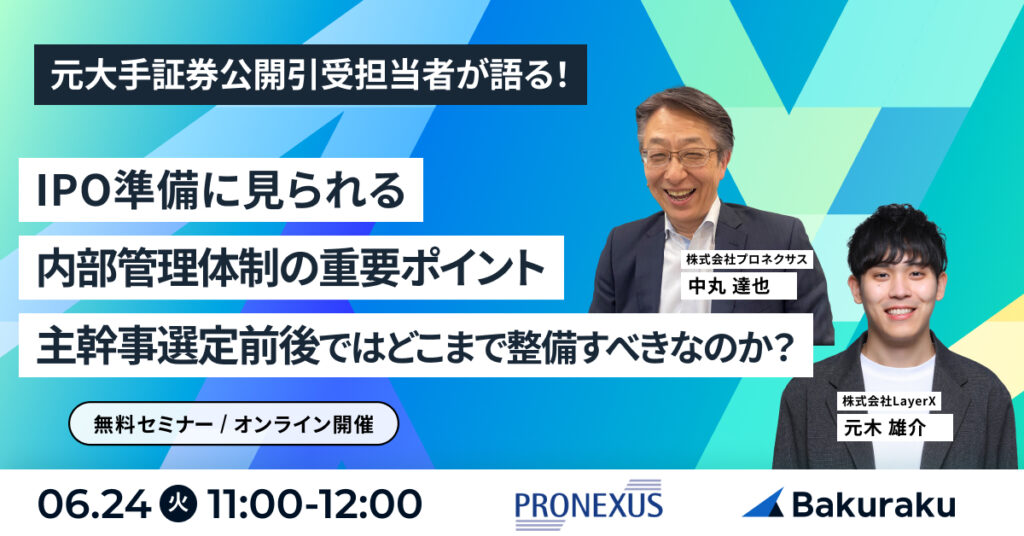 元大手証券公開引受担当者が語る！
IPO準備に見られる
内部管理体制の重要ポイント
主幹事選定前後ではどこまで整備すべきなのか？
株式会社プロネクサス
中丸 達也
株式会社LayerX
元木 雄介
無料セミナー / オンライン開催
06.24 火 11:00-12:00
PRONEXUS
Bakuraku